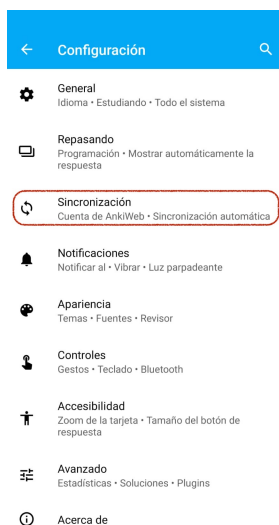 Configuración
General
Idioma • Estudiando • Todo el sistema
Repasando
Programación • Mostrar automáticamente la
respuesta
Sincronización
Cuenta de AnkiWeb • Sincronización automática
Notificaciones
Notificar al • Vibrar • Luz parpadeante
Apariencia
Temas • Fuentes • Revisor
Controles
Gestos • Teclado • Bluetooth
Accesibilidad
Zoom de la tarjeta • Tamaño del botón de
respuesta
Avanzado
Estadísticas • Soluciones • Plugins
Acerca de